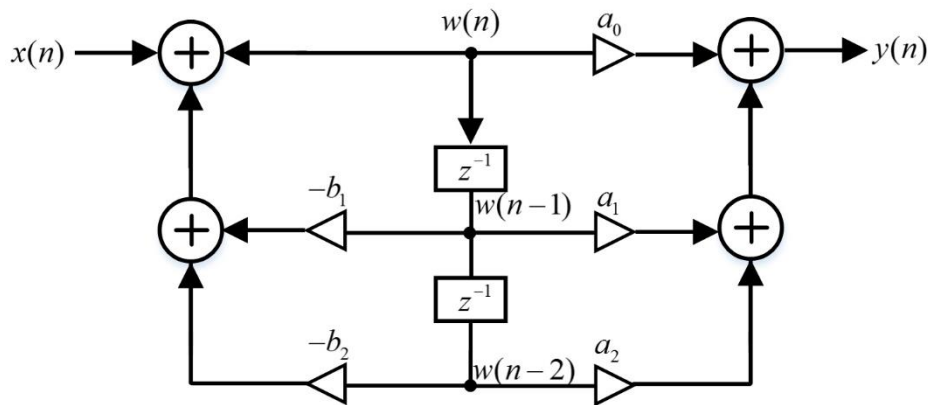 w(n)
a₀
x(n)
y(n)
z⁻¹
−b₁
w(n−1)
a₁
z⁻¹
−b₂
w(n−2)
a₂